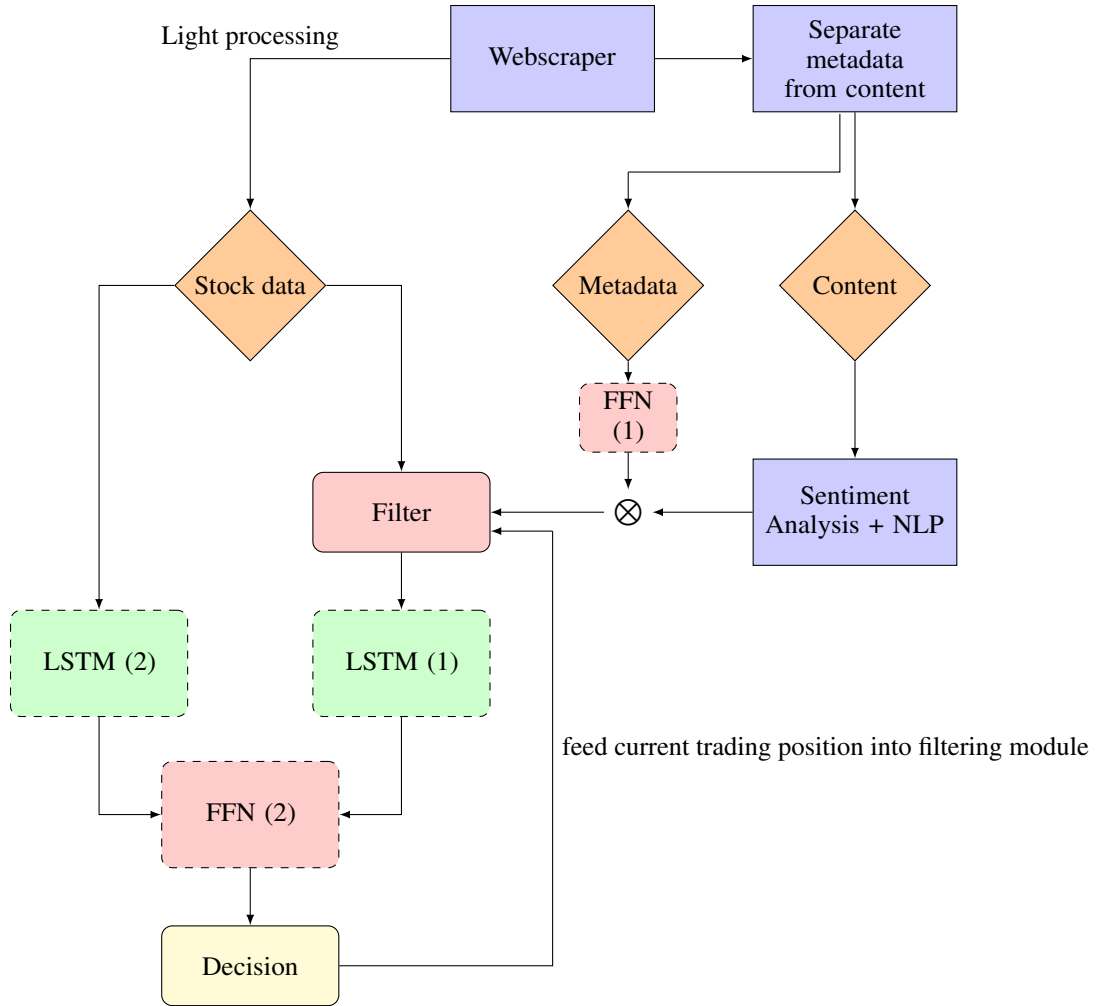 Light processing
Webscraper
Separate
metadata
from content
Stock data
Metadata
Content
FFN
(1)
Filter
⊗
Sentiment
Analysis + NLP
LSTM (2)
LSTM (1)
feed current trading position into filtering module
FFN (2)
Decision